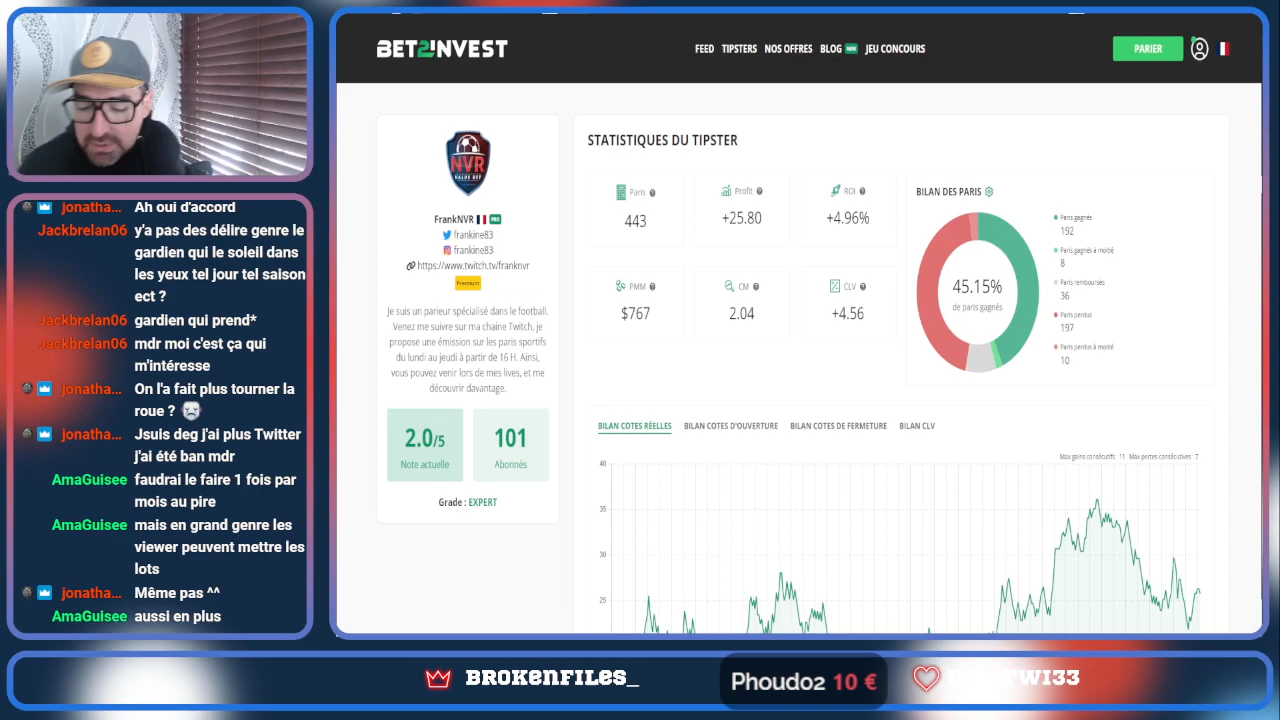 BET2INVEST
FEED TIPSTERS NOS OFFRES BLOG NEW JEU CONCOURS
PARIER
jonatha... Ah oui d'accord
Jackbrelan06 y'a pas des délire genre le
gardien qui le soleil dans
les yeux tel jour tel saison
ect ?
Jackbrelan06 gardien qui prend*
Jackbrelan06 mdr moi c'est ça qui
m'intéresse
jonatha... On l'a fait plus tourner la
roue ?
jonatha... Jsuis deg j'ai plus Twitter
j'ai été ban mdr
AmaGuisee faudrai le faire 1 fois par
mois au pire
AmaGuisee mais en grand genre les
viewer peuvent mettre les
lots
jonatha... Même pas ^^
AmaGuisee aussi en plus
NVR
VALUE BET
FrankNVR PRO
frankine83
frankine83
https://www.twitch.tv/franknvr
Premium
Je suis un parieur spécialisé dans le football.
Venez me suivre sur ma chaine Twitch, je
propose une émission sur les paris sportifs
du lundi au jeudi à partir de 16 H. Ainsi,
vous pouvez venir lors de mes lives, et me
découvrir davantage.
2.0/5
Note actuelle
101
Abonnés
Grade : EXPERT
STATISTIQUES DU TIPSTER
Paris
443
Profit
+25.80
ROI
+4.96%
PMM
$767
CM
2.04
CLV
+4.56
BILAN DES PARIS
45.15%
de paris gagnés
Paris gagnés
192
Paris gagnés à moitié
8
Paris remboursés
36
Paris perdus
197
Paris perdus à moitié
10
BILAN COTES RÉELLES BILAN COTES D'OUVERTURE BILAN COTES DE FERMETURE BILAN CLV
Max gains consécutifs : 11 Max pertes consécutives : 7
40
35
30
25
BROKENFILES_
Phoudo2 10 €